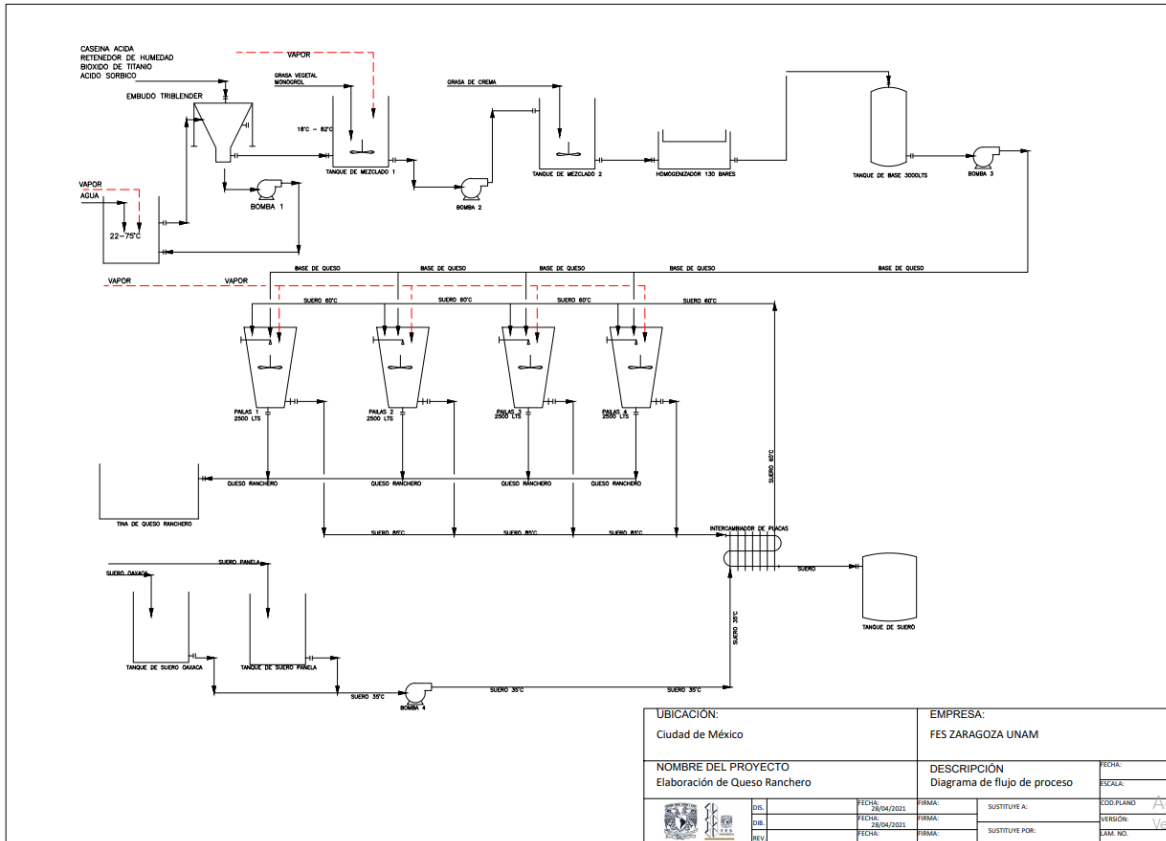 CASEINA ACIDA
RETENEDOR DE HUMEDAD
BIOXIDO DE TITANIO
ACIDO SORBICO
EMBUDO TRIBLENDER
VAPOR
GRASA VEGETAL
MONOGROL
18°C - 82°C
TANQUE DE MEZCLADO 1
GRASA DE CREMA
TANQUE DE MEZCLADO 2
HOMOGENIZADOR 130 BARES
TANQUE DE BASE 3000LTS
BOMBA 3
BOMBA 2
BOMBA 1
VAPOR
AGUA
22-75°C
BASE DE QUESO
BASE DE QUESO
BASE DE QUESO
BASE DE QUESO
BASE DE QUESO
VAPOR
VAPOR
SUERO 60°C
SUERO 60°C
SUERO 60°C
SUERO 60°C
PAILAS 1
2500 LTS
PAILAS 2
2500 LTS
PAILAS 3
2500 LTS
PAILAS 4
2500 LTS
SUERO 60°C
QUESO RANCHERO
QUESO RANCHERO
QUESO RANCHERO
QUESO RANCHERO
TINA DE QUESO RANCHERO
SUERO 85°C
SUERO 85°C
SUERO 85°C
SUERO 85°C
INTERCAMBIADOR DE PLACAS
SUERO
TANQUE DE SUERO
SUERO PANELA
SUERO OAXACA
TANQUE DE SUERO OAXACA
TANQUE DE SUERO PANELA
SUERO 35°C
BOMBA 4
SUERO 35°C
SUERO 35°C
SUERO 35°C
UBICACIÓN:
Ciudad de México
EMPRESA:
FES ZARAGOZA UNAM
NOMBRE DEL PROYECTO
Elaboración de Queso Ranchero
DESCRIPCIÓN
Diagrama de flujo de proceso
FECHA:
ESCALA:
DIS.
FECHA:
28/04/2021
FIRMA:
SUSTITUYE A:
COD.PLANO
DIB.
FECHA:
28/04/2021
FIRMA:
VERSIÓN:
REV.
FECHA:
FIRMA:
SUSTITUYE POR:
LAM. NO.
FES